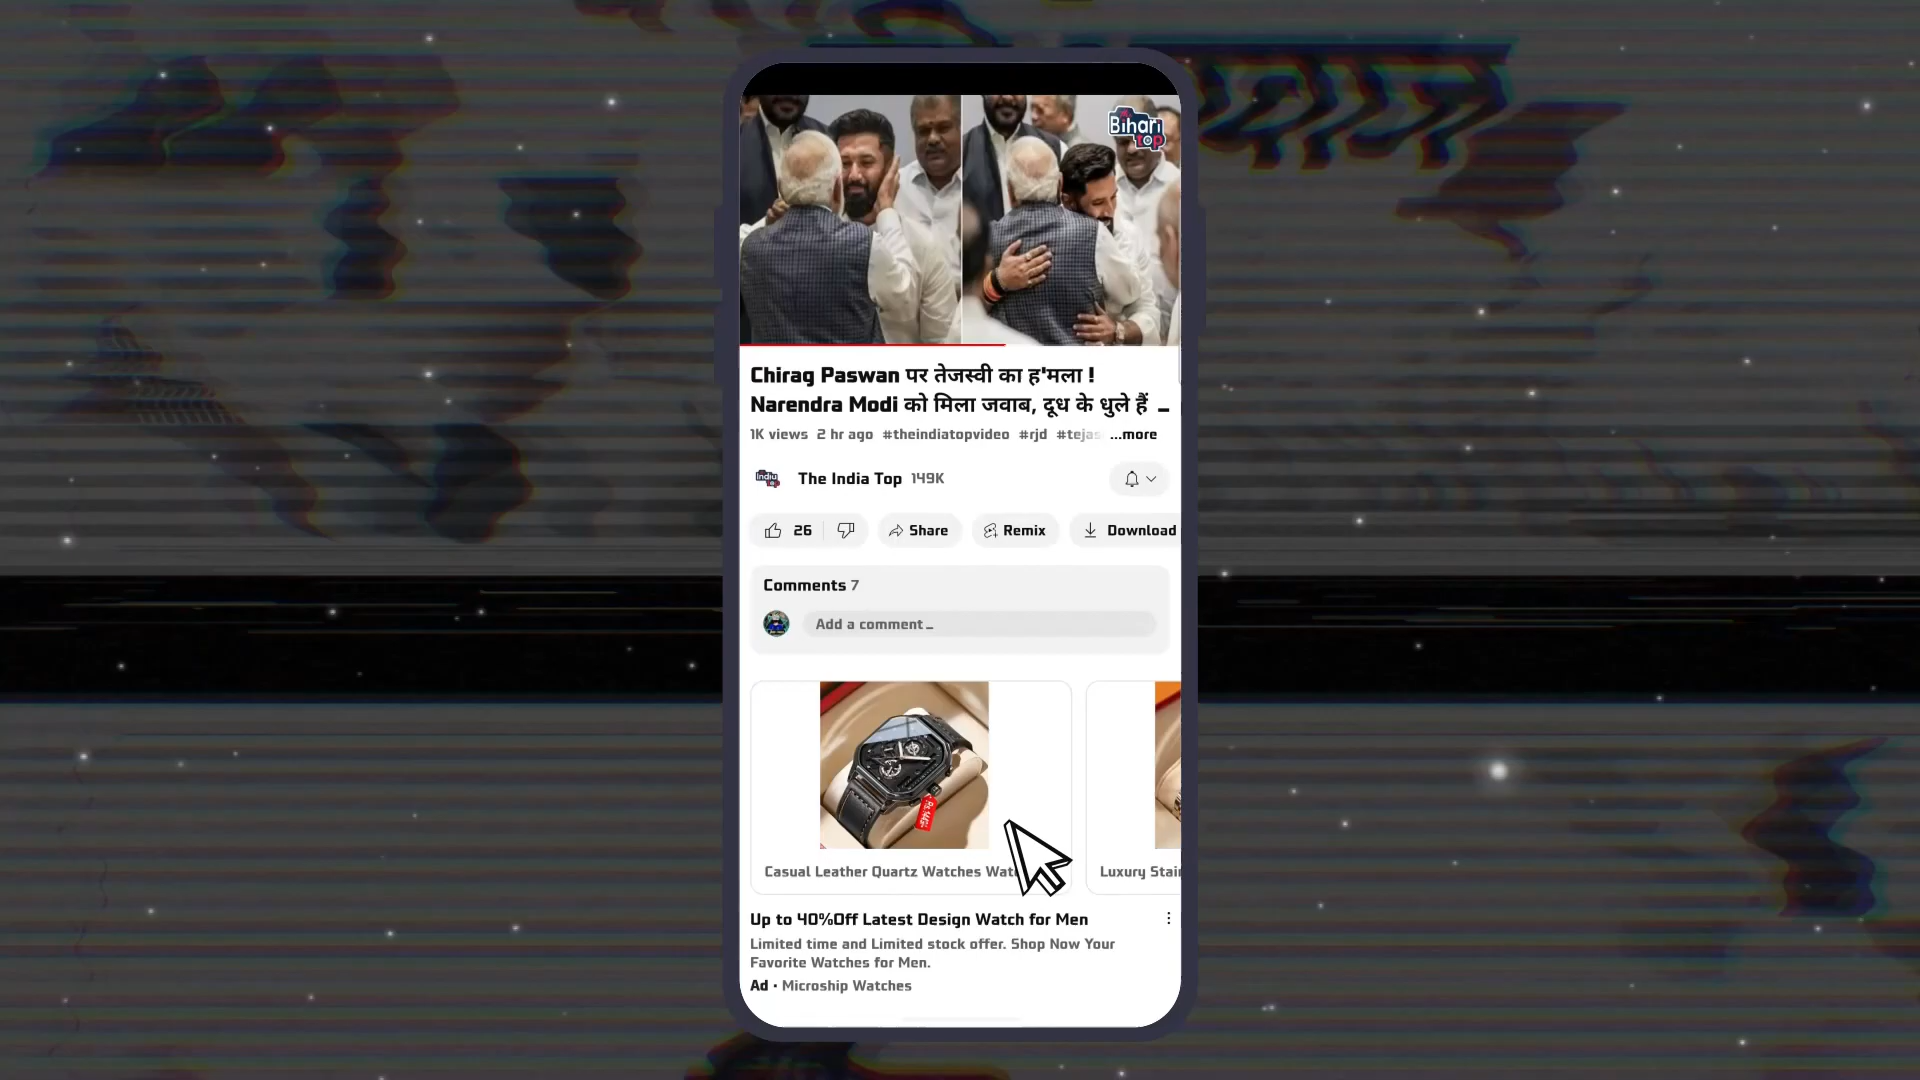 Bihari
top
Chirag Paswan पर तेजस्वी का ह'मला !
Narendra Modi को मिला जवाब, दूध के धुले हैं ...
1K views 2 hr ago #theindiatopvideo #rjd #tejas ...more
India
top
The India Top 149K
26 Share Remix Download
Comments 7
Add a comment...
Casual Leather Quartz Watches
Luxury
Up to 40%Off Latest Design Watch for Men
Limited time and Limited stock offer. Shop Now Your
Favorite Watches for Men.
Ad · Microship Watches